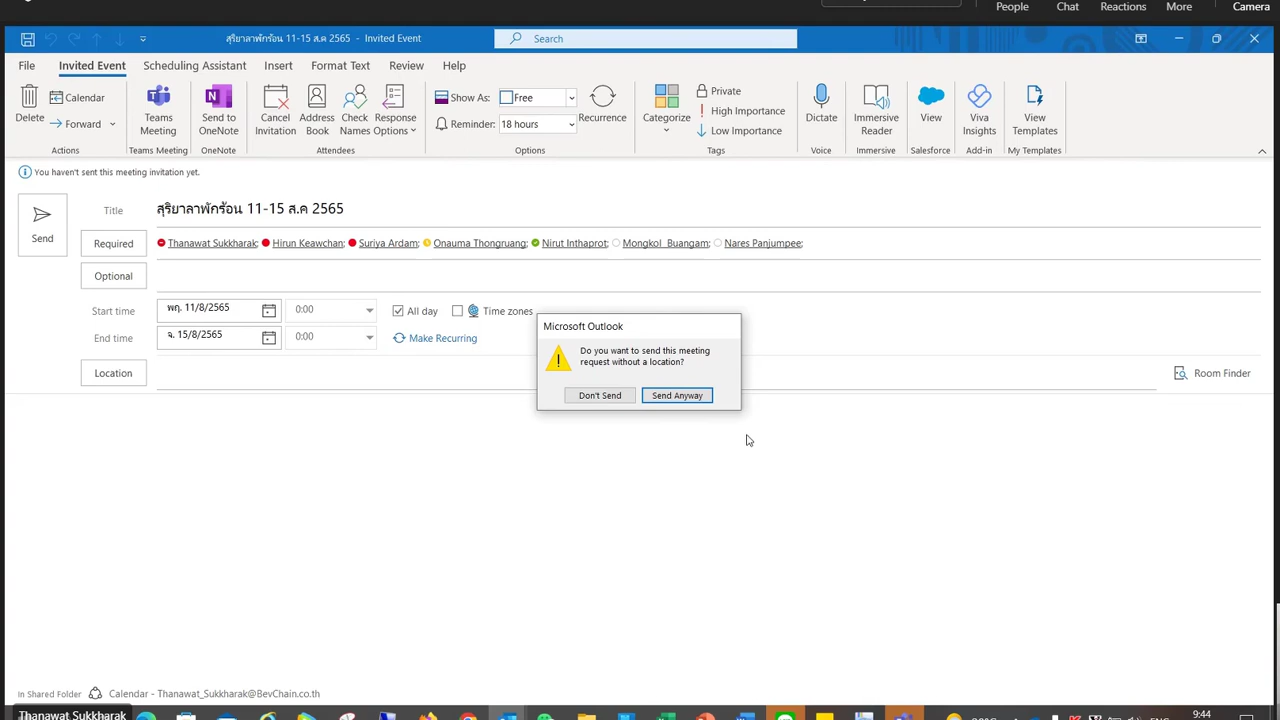 People Chat Reactions More Camera
สุริยาลาพักร้อน 11-15 ส.ค 2565 - Invited Event
Search
File Invited Event Scheduling Assistant Insert Format Text Review Help
Delete
Calendar
Forward
Actions
Teams Meeting
Teams Meeting
Send to OneNote
OneNote
Cancel Invitation
Address Book
Check Names
Response Options
Attendees
Show As: Free
Reminder: 18 hours
Recurrence
Options
Categorize
Private
High Importance
Low Importance
Tags
Dictate
Voice
Immersive Reader
Immersive
View
Salesforce
Viva Insights
Add-in
View Templates
My Templates
You haven't sent this meeting invitation yet.
Send
Title สุริยาลาพักร้อน 11-15 ส.ค 2565
Required Thanawat Sukkharak; Hirun Keawchan; Suriya Ardam; Onauma Thongruang; Nirut Inthaprot; Mongkol Buangam; Nares Panjumpee;
Optional
Start time พฤ. 11/8/2565 0:00 All day Time zones
End time จ. 15/8/2565 0:00 Make Recurring
Location Room Finder
Microsoft Outlook
Do you want to send this meeting
request without a location?
Don't Send Send Anyway
In Shared Folder Calendar - Thanawat_Sukkharak@BevChain.co.th
Thanawat Sukkharak
ENG
9:44